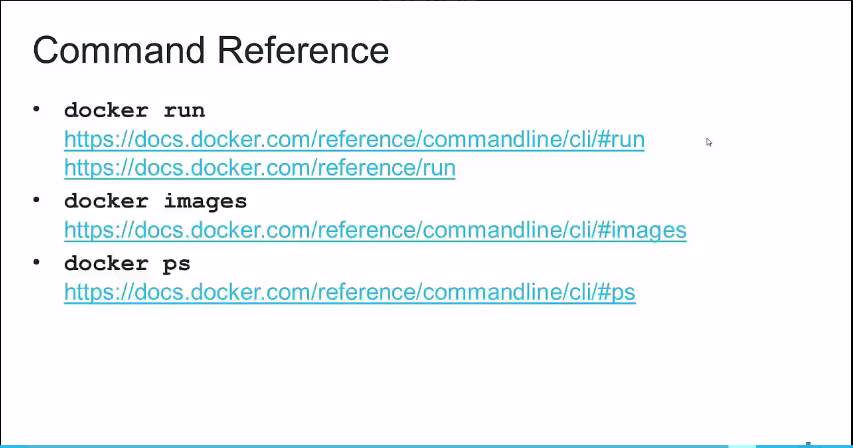 Command Reference
• docker run
https://docs.docker.com/reference/commandline/cli/#run
https://docs.docker.com/reference/run
• docker images
https://docs.docker.com/reference/commandline/cli/#images
• docker ps
https://docs.docker.com/reference/commandline/cli/#ps